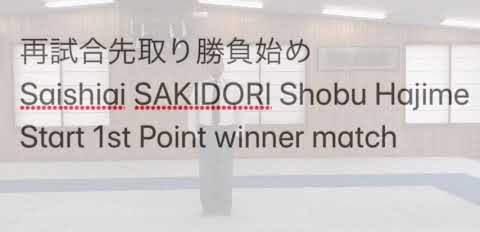 再試合先取り勝負始め
Saishiai SAKIDORI Shobu Hajime
Start 1st Point winner match